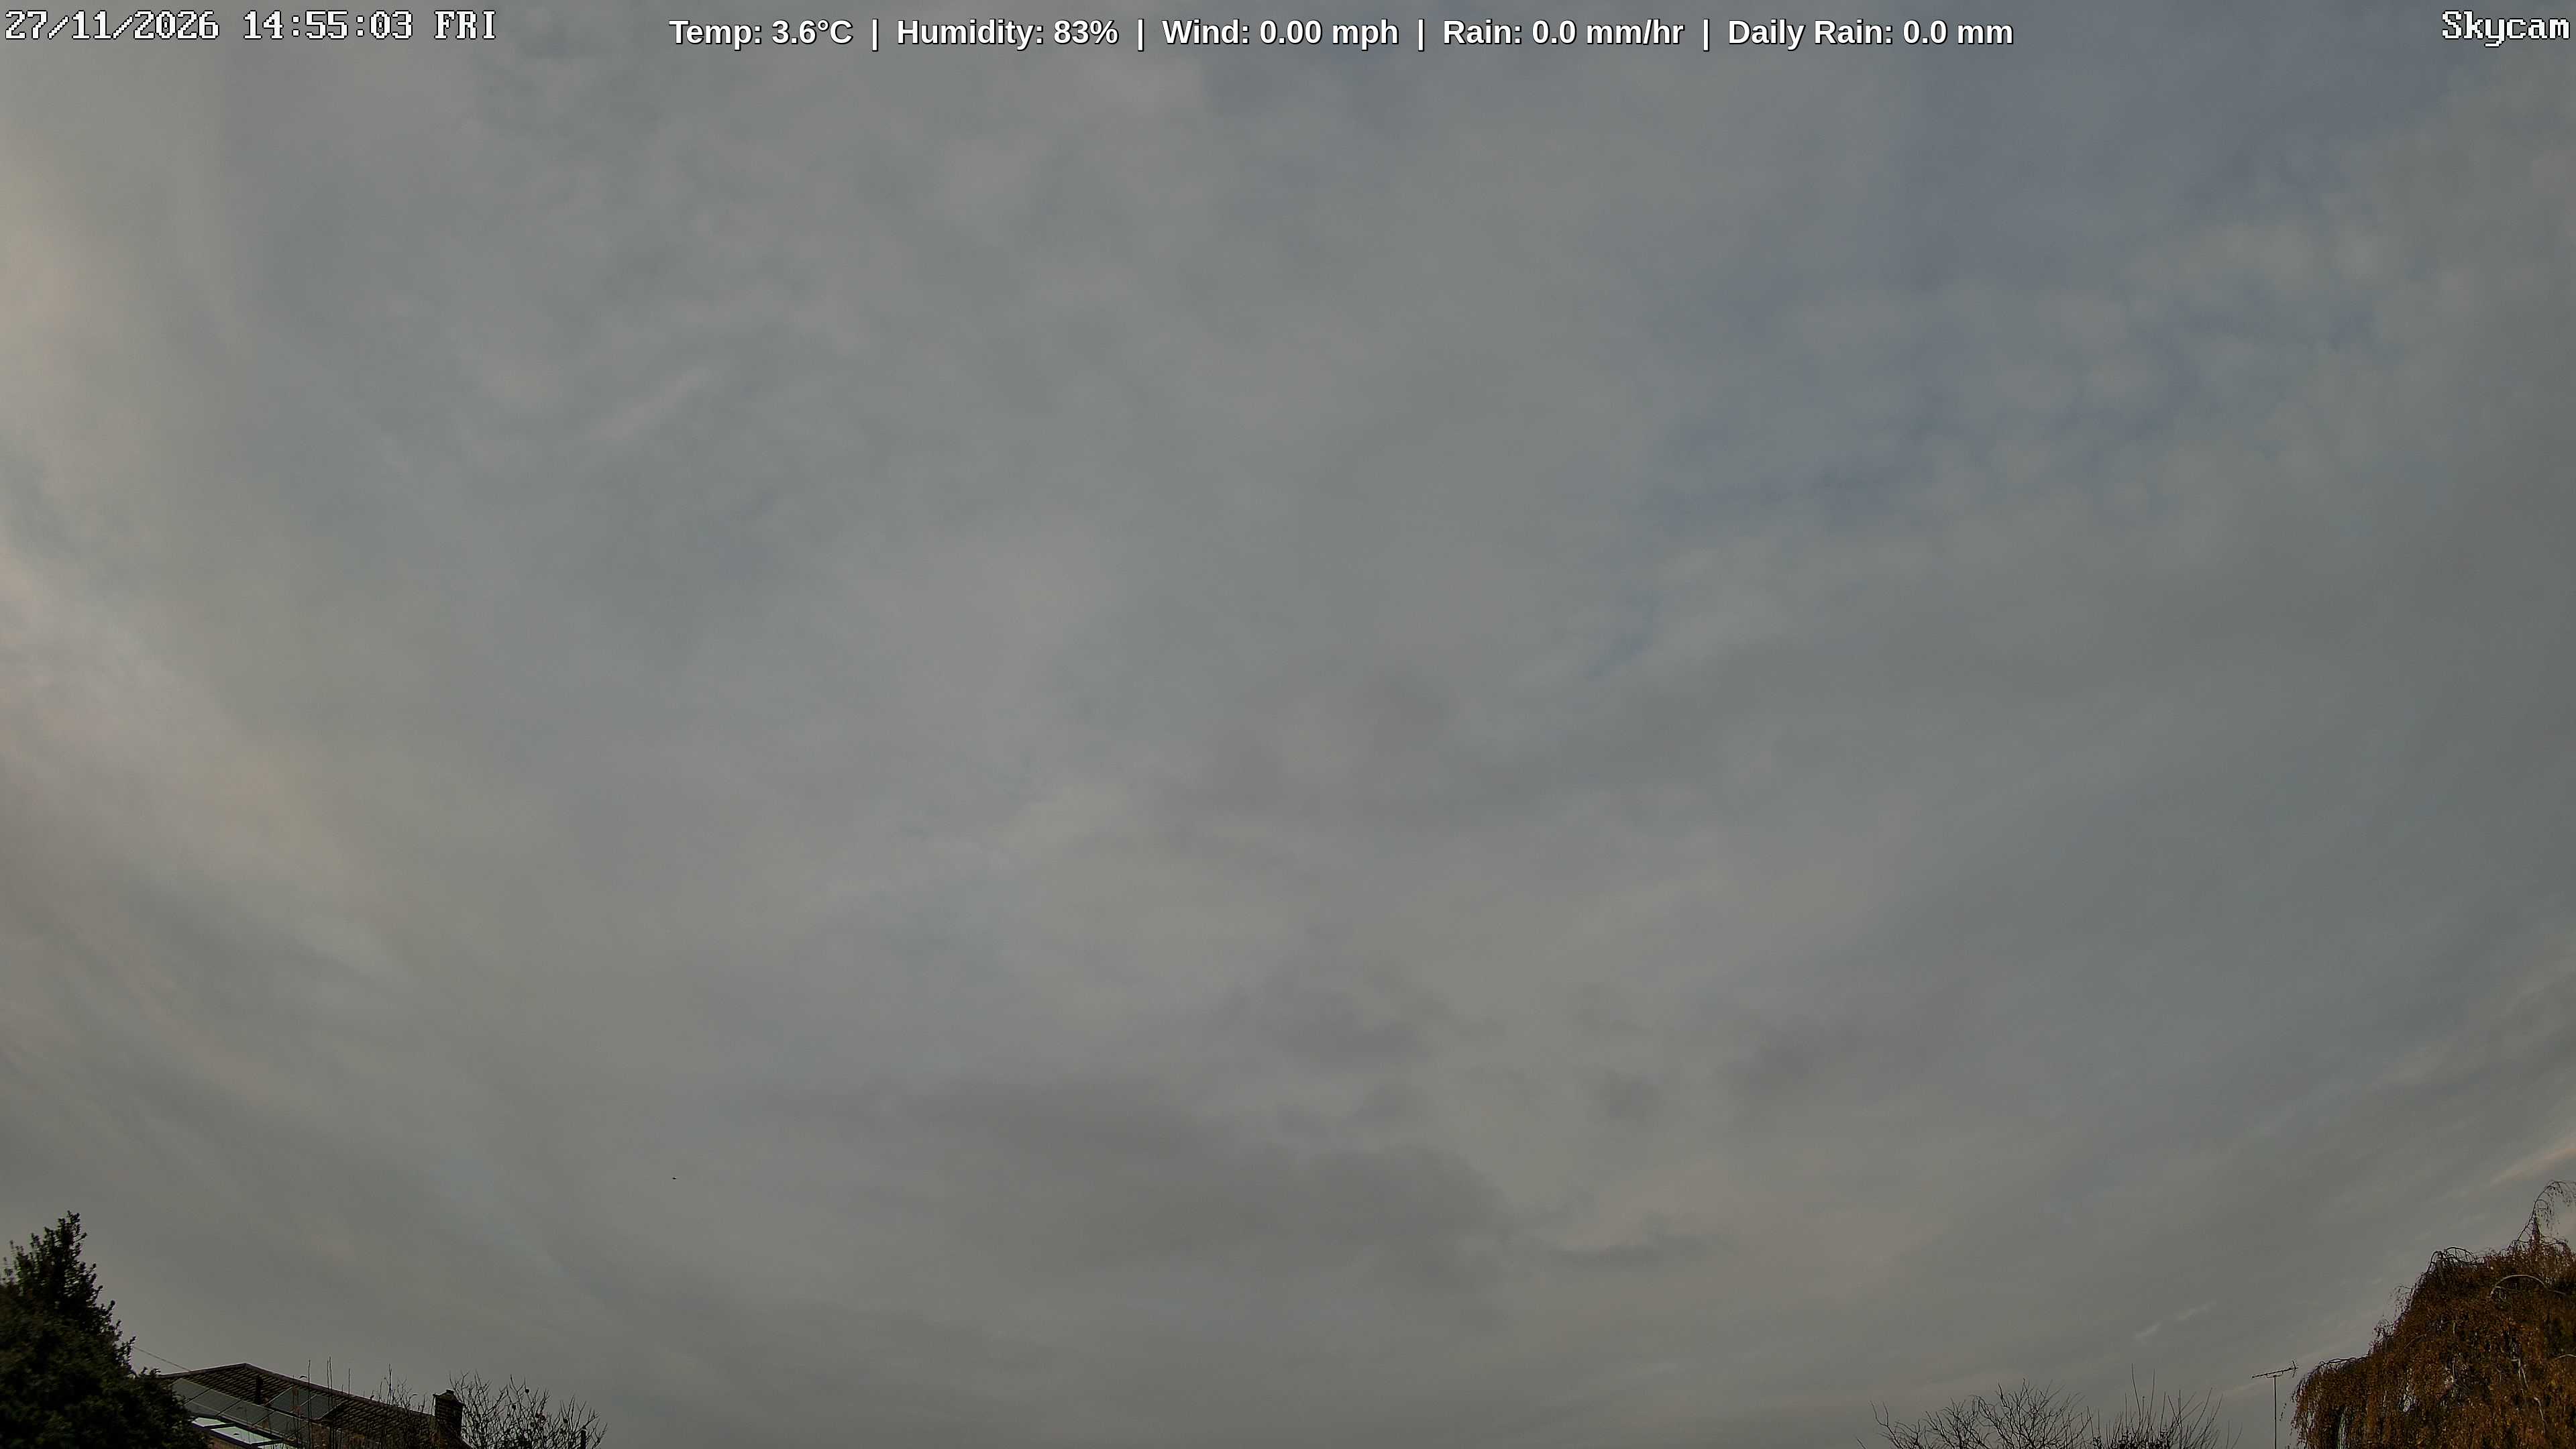 27/11/2026 14:55:03 FRI
Temp: 3.6°C | Humidity: 83% | Wind: 0.00 mph | Rain: 0.0 mm/hr | Daily Rain: 0.0 mm
Skycam